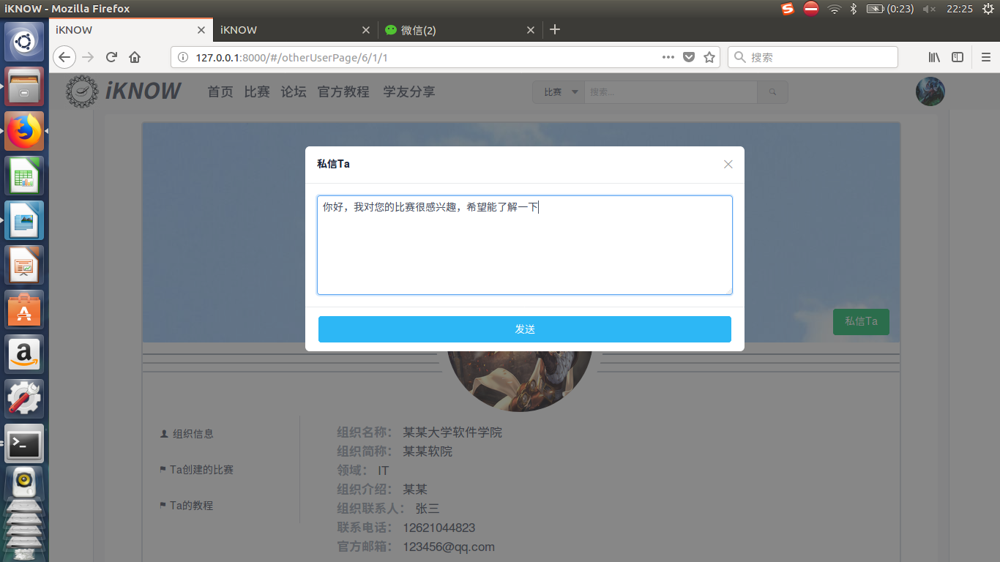 iKNOW - Mozilla Firefox
(0:23)
22:25
iKNOW
iKNOW
微信(2)
127.0.0.1:8000/#/otherUserPage/6/1/1
搜索
iKNOW
首页 比赛 论坛 官方教程 学友分享
比赛
搜索...
私信Ta
你好，我对您的比赛很感兴趣，希望能了解一下
发送
私信Ta
组织信息
Ta创建的比赛
Ta的教程
组织名称： 某某大学软件学院
组织简称： 某某软院
领域： IT
组织介绍： 某某
组织联系人： 张三
联系电话： 12621044823
官方邮箱： 123456@qq.com